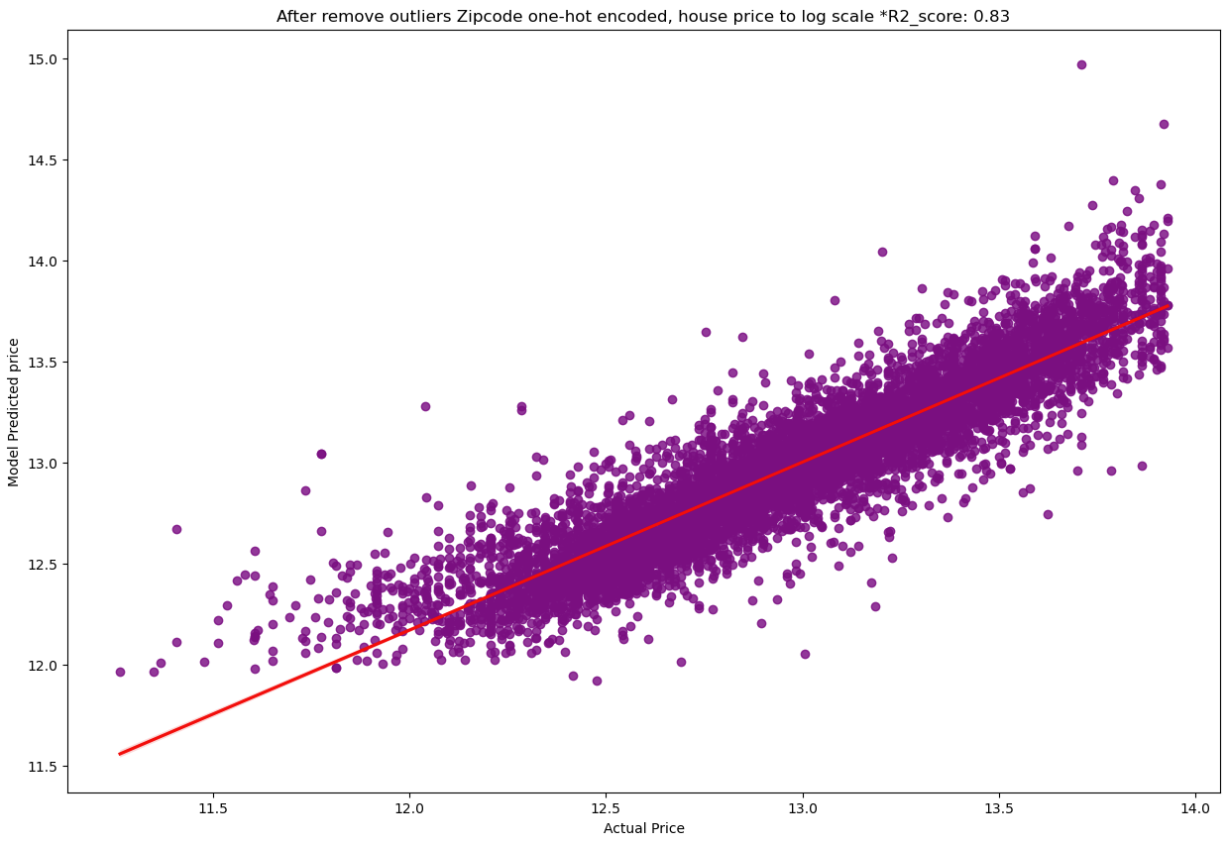 After remove outliers Zipcode one-hot encoded, house price to log scale *R2_score: 0.83
15.0
14.5
14.0
13.5
13.0
12.5
12.0
11.5
Model Predicted price
11.5 12.0 12.5 13.0 13.5 14.0
Actual Price